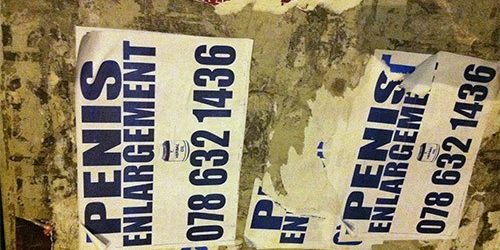 PENIS
ENLARGEMENT
078 632 1436
PENIS
ENLARGEMENT
078 632 1436